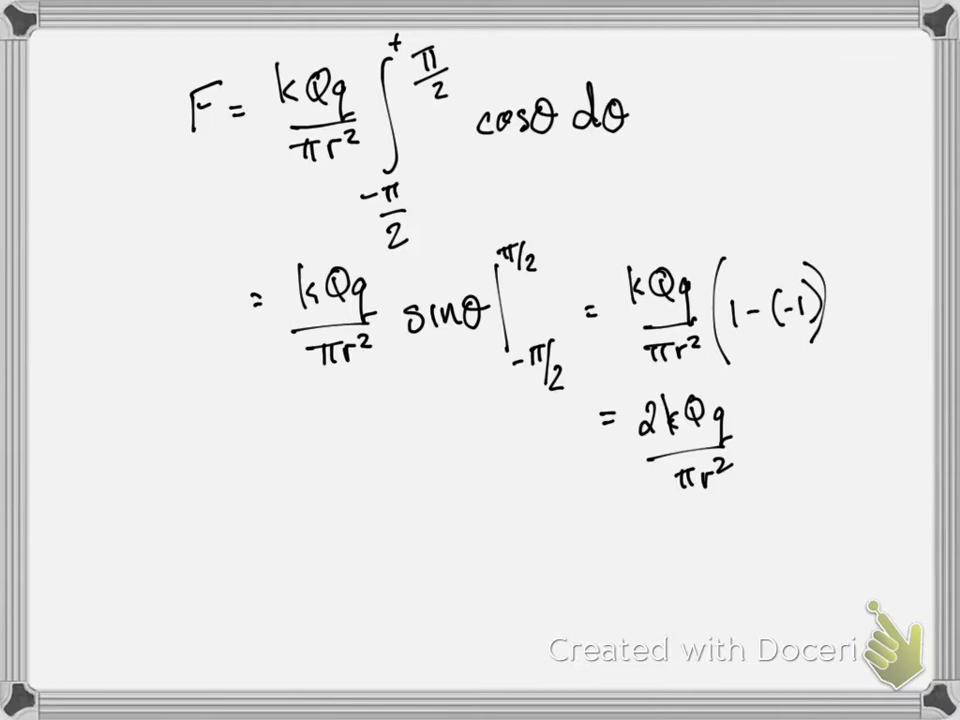 F = kQq/πr² ∫_{-π/2}^{+π/2} cosθ dθ
= kQq/πr² sinθ |_{-π/2}^{π/2} = kQq/πr² (1 - (-1))
= 2kQq/πr²
Created with Doceri